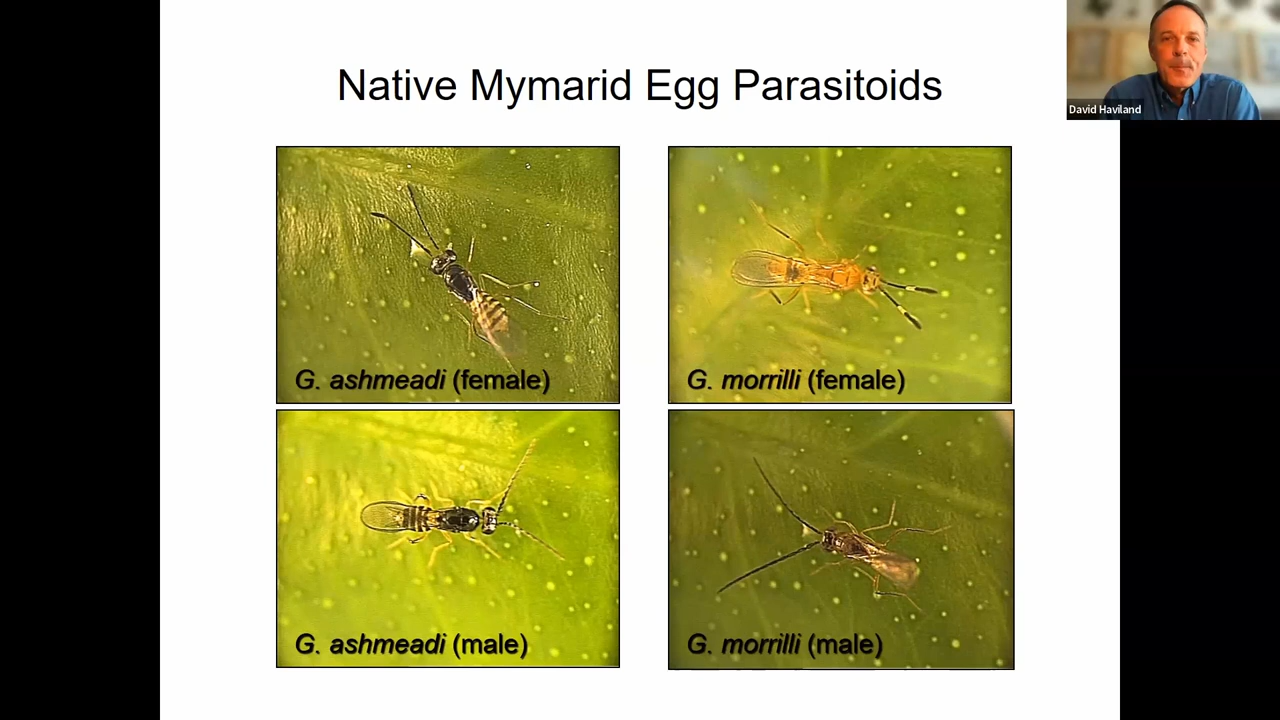 Native Mymarid Egg Parasitoids
David Haviland
G. ashmeadi (female)
G. morrilli (female)
G. ashmeadi (male)
G. morrilli (male)